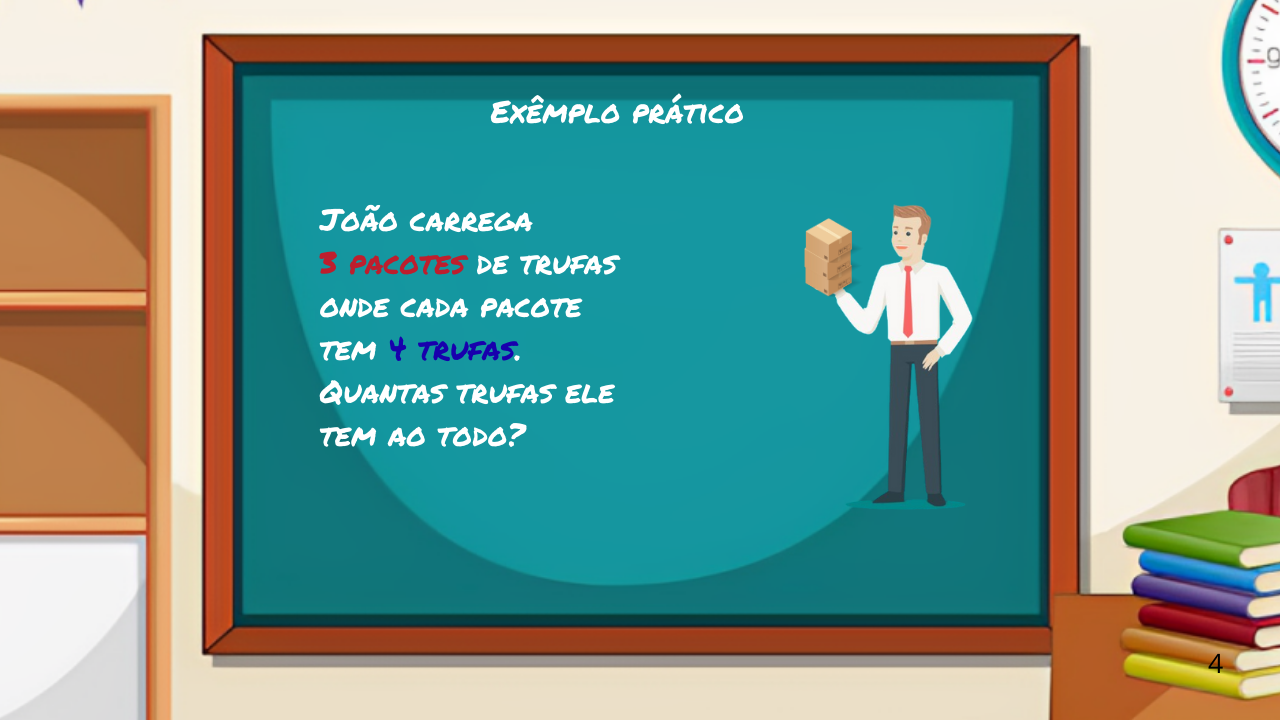 Exêmplo prático
João carrega
3 pacotes de trufas
onde cada pacote
tem 4 trufas.
Quantas trufas ele
tem ao todo?
9
4